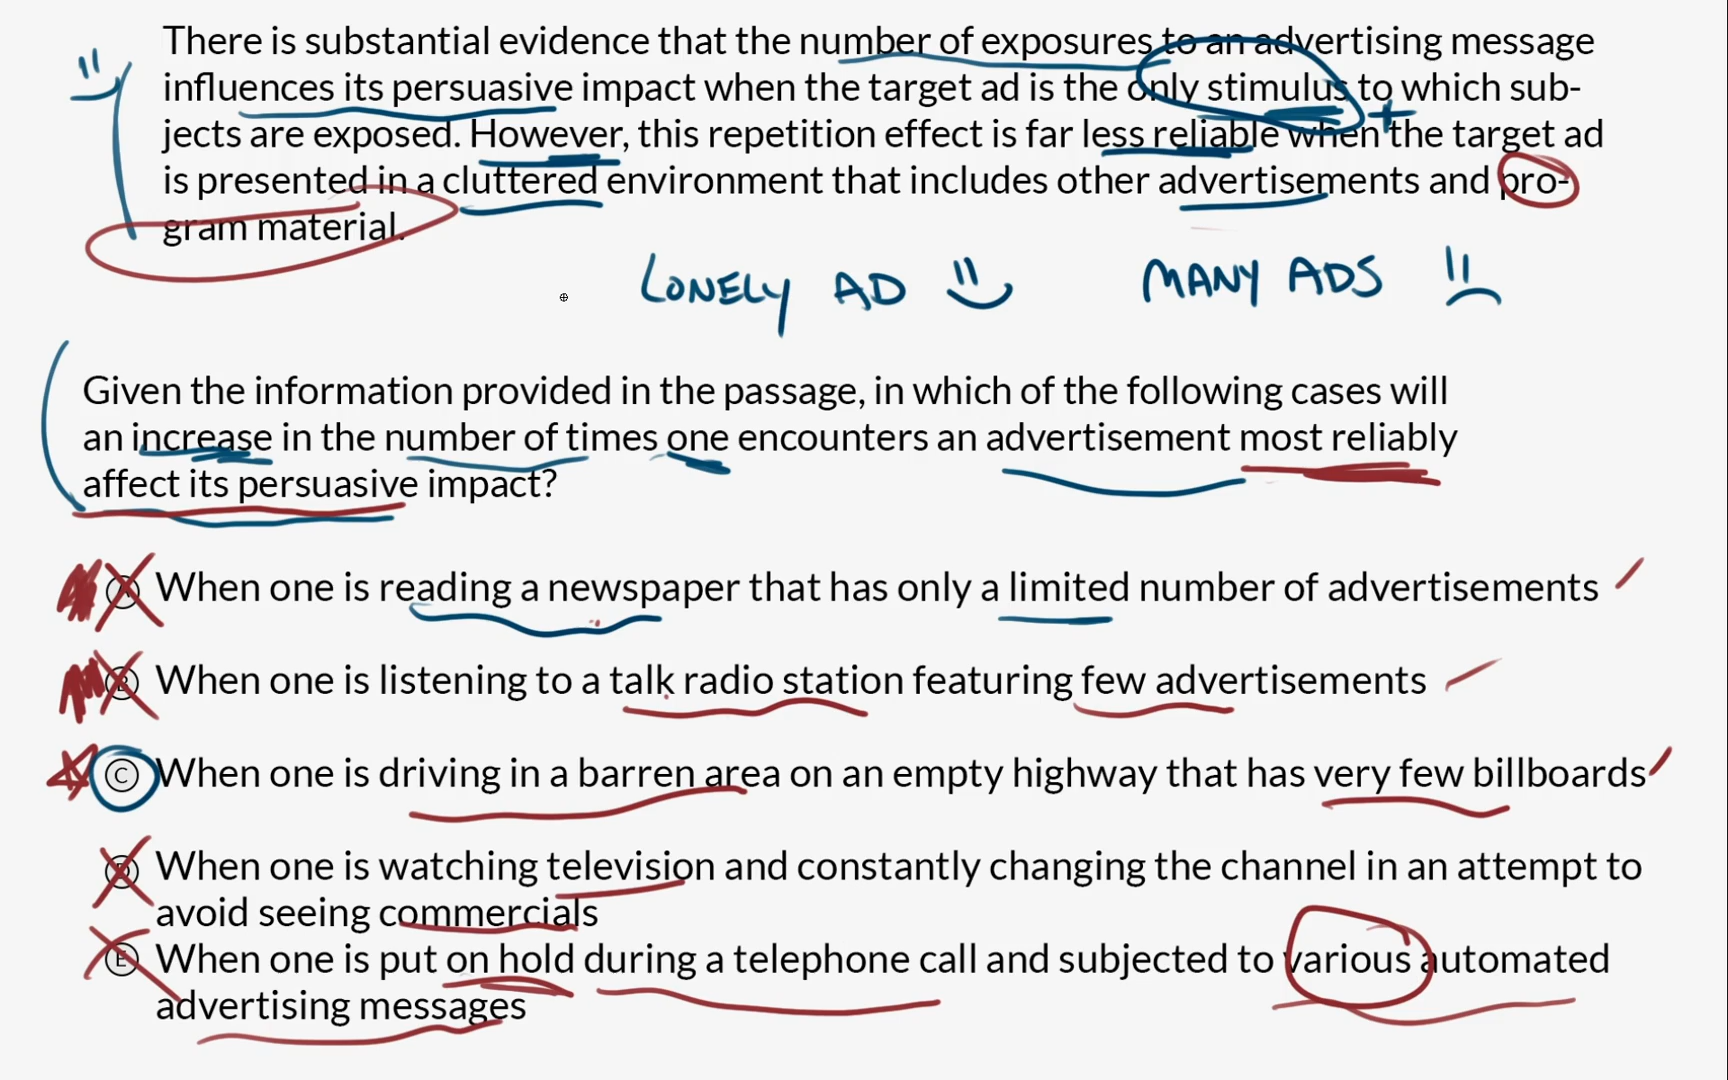 There is substantial evidence that the number of exposures to an advertising message
influences its persuasive impact when the target ad is the only stimulus to which sub-
jects are exposed. However, this repetition effect is far less reliable when the target ad
is presented in a cluttered environment that includes other advertisements and pro-
gram material.
LONELY AD MANY ADS
Given the information provided in the passage, in which of the following cases will
an increase in the number of times one encounters an advertisement most reliably
affect its persuasive impact?
A When one is reading a newspaper that has only a limited number of advertisements
B When one is listening to a talk radio station featuring few advertisements
C When one is driving in a barren area on an empty highway that has very few billboards
D When one is watching television and constantly changing the channel in an attempt to
avoid seeing commercials
E When one is put on hold during a telephone call and subjected to various automated
advertising messages